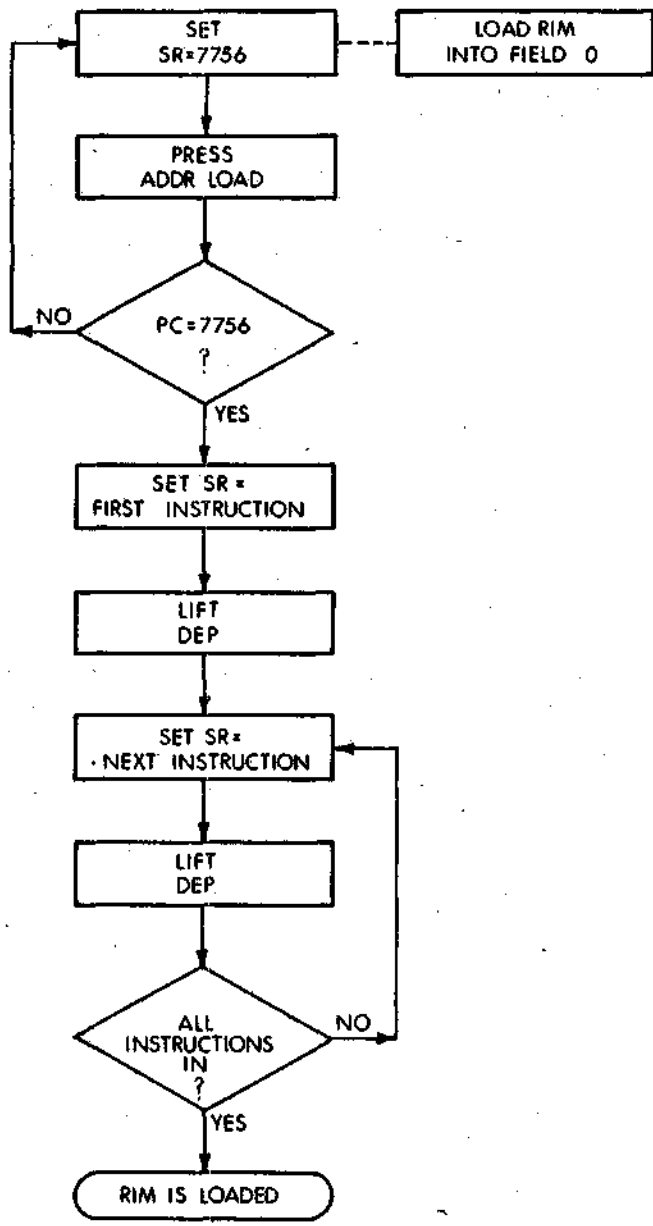 SET
SR=7756
LOAD RIM
INTO FIELD 0
PRESS
ADDR LOAD
PC=7756
?
NO
YES
SET SR=
FIRST INSTRUCTION
LIFT
DEP
SET SR=
NEXT INSTRUCTION
LIFT
DEP
ALL
INSTRUCTIONS
IN
?
NO
YES
RIM IS LOADED